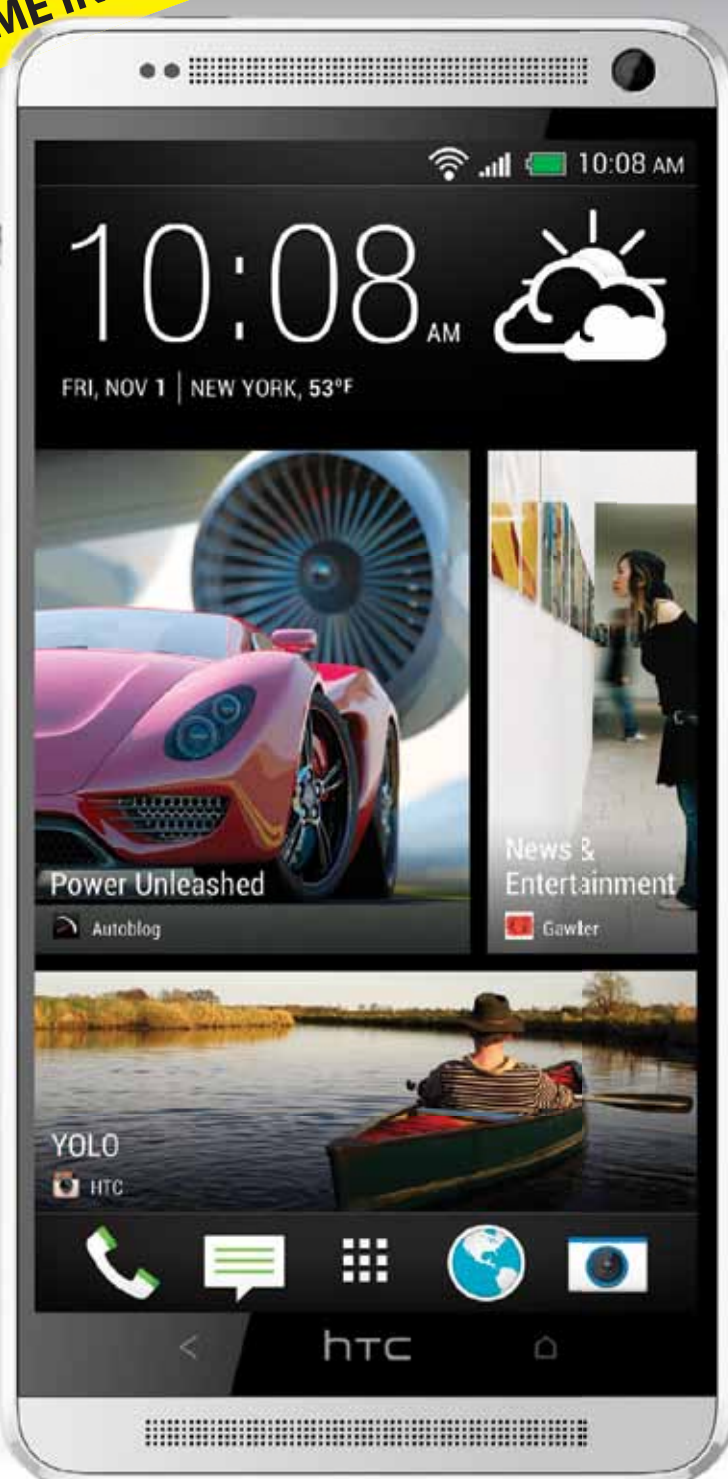 10:08 AM
10:08 AM
FRI, NOV 1 | NEW YORK, 53°F
Power Unleashed
Autoblog
News &
Entertainment
Gawker
YOLO
HTC
hTC